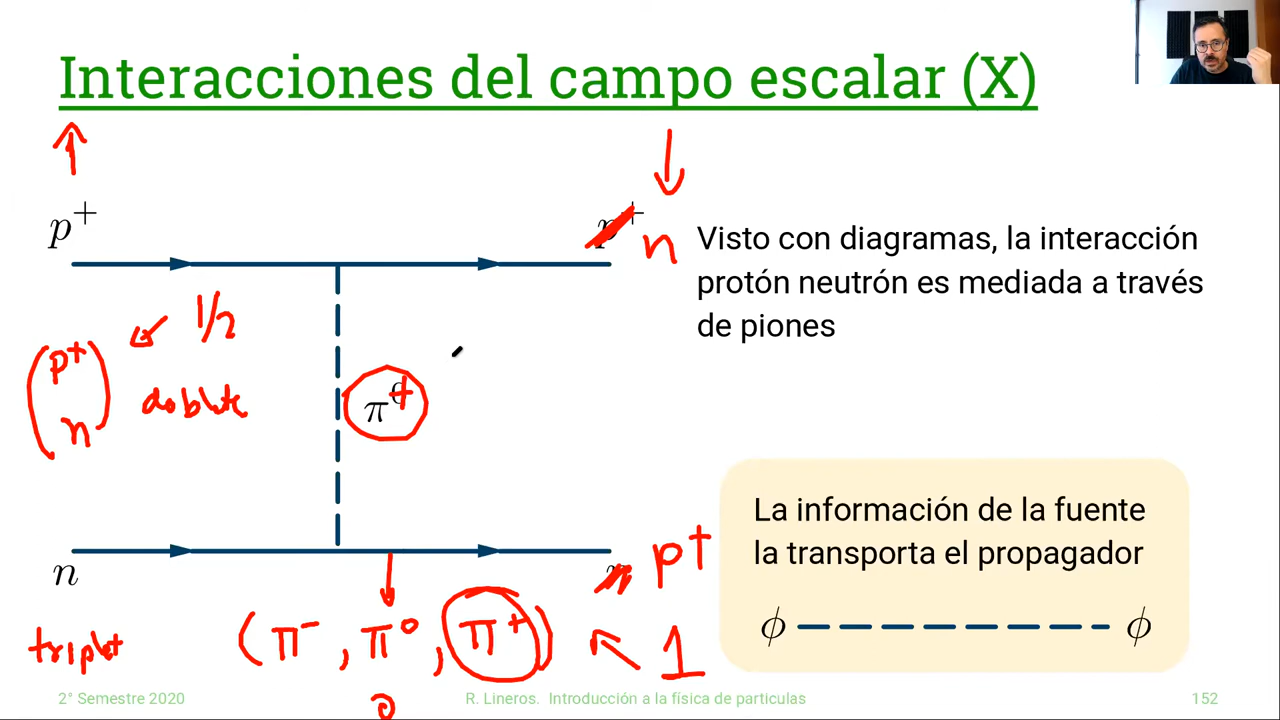 Interacciones del campo escalar (X)
p⁺
p⁺
n
Visto con diagramas, la interacción
protón neutrón es mediada a través
de piones
1/2
p⁺
n
doblete
π⁺
La información de la fuente
la transporta el propagador
ϕ ϕ
n
n
p⁺
triplet
(π⁻, π⁰, π⁺)
1
0
2° Semestre 2020
R. Lineros. Introducción a la física de particulas
152